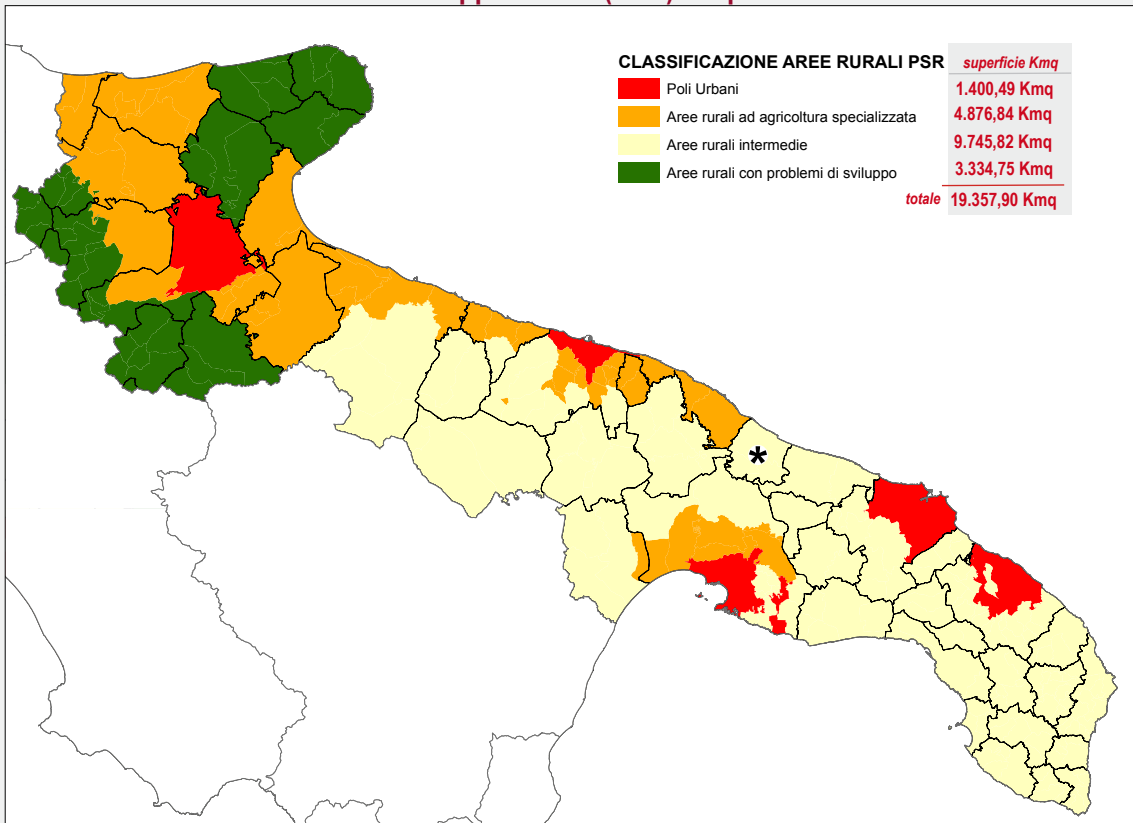 CLASSIFICAZIONE AREE RURALI PSR superficie Kmq
Poli Urbani 1.400,49 Kmq
Aree rurali ad agricoltura specializzata 4.876,84 Kmq
Aree rurali intermedie 9.745,82 Kmq
Aree rurali con problemi di sviluppo 3.334,75 Kmq
totale 19.357,90 Kmq
*